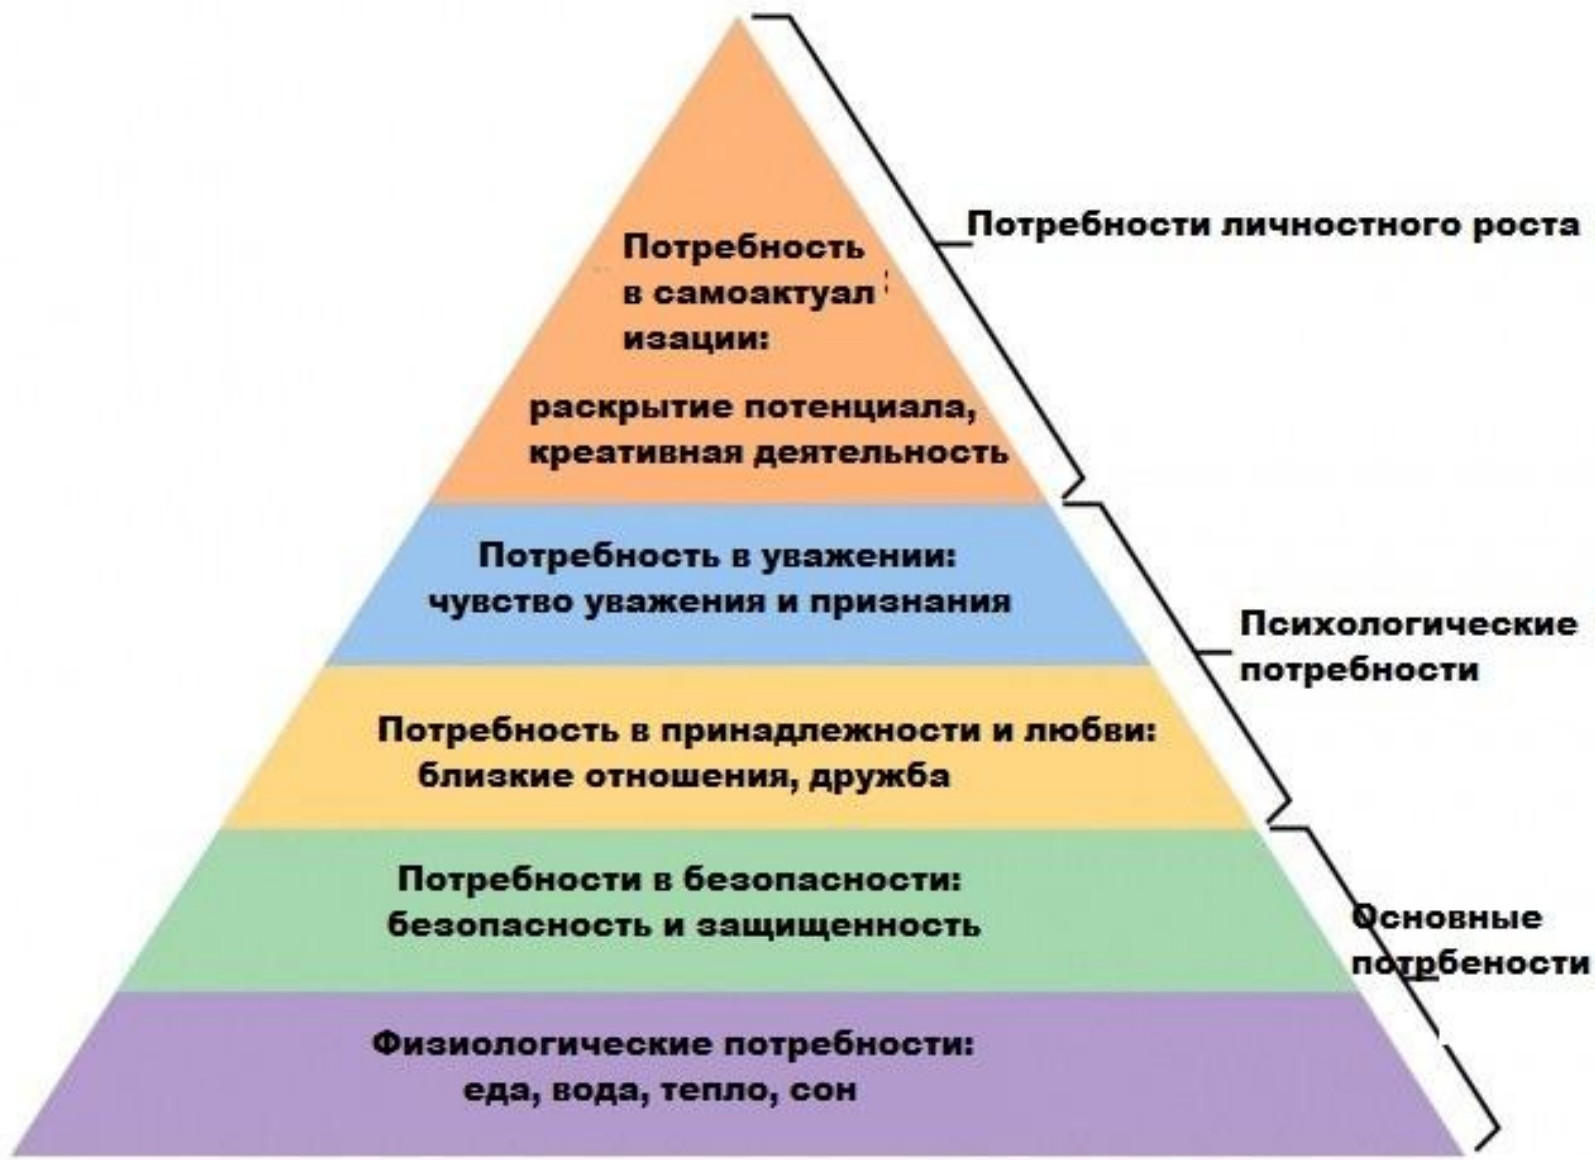 Потребности личностного роста
Потребность
в самоактуал
изации:
раскрытие потенциала,
креативная деятельность
Потребность в уважении:
чувство уважения и признания
Психологические
потребности
Потребность в принадлежности и любви:
близкие отношения, дружба
Потребности в безопасности:
безопасность и защищенность
Основные
потрбености
Физиологические потребности:
еда, вода, тепло, сон